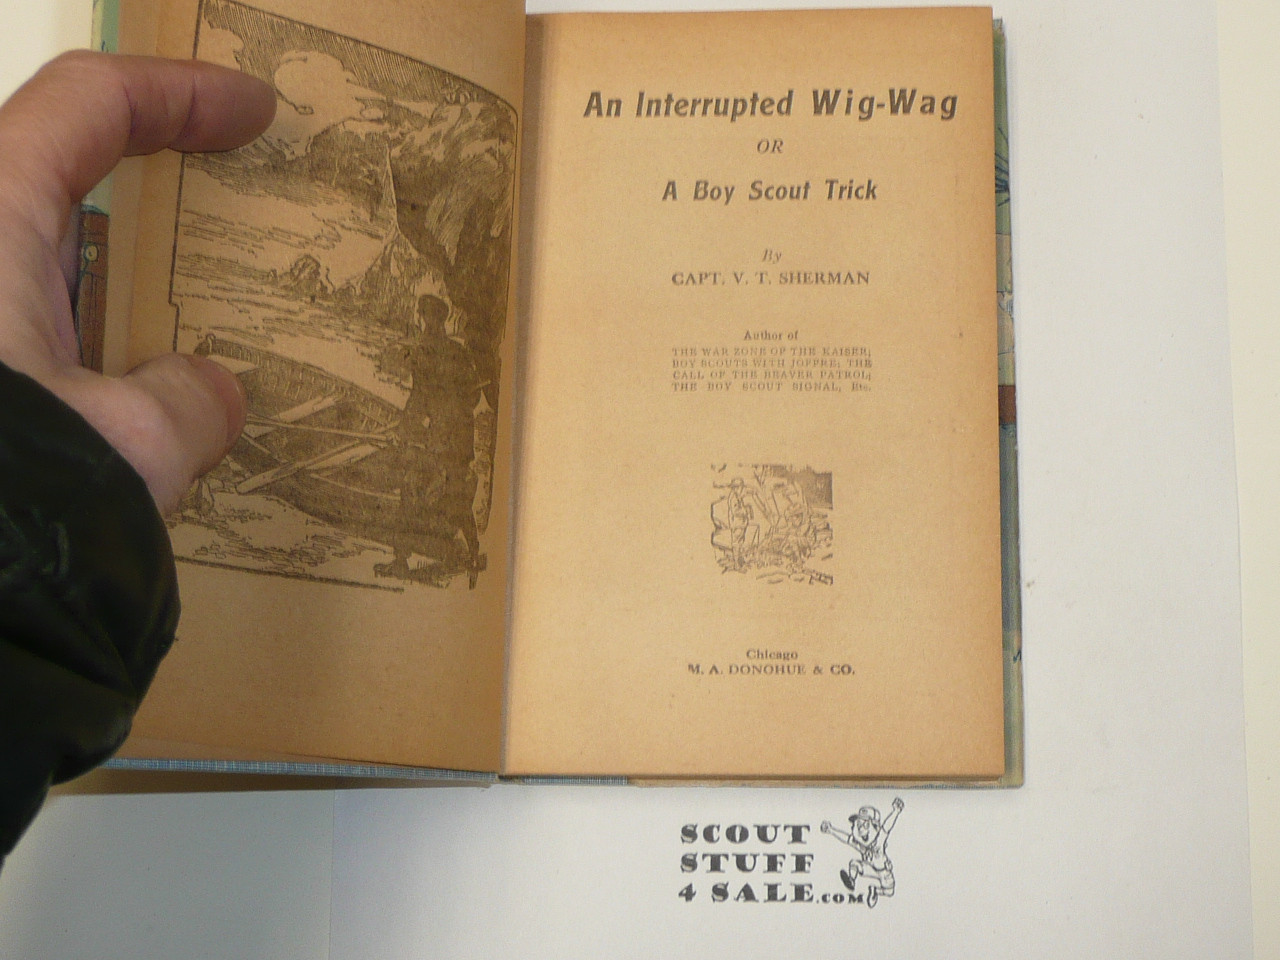 An Interrupted Wig-Wag
OR
A Boy Scout Trick
By
CAPT. V. T. SHERMAN
Author of
THE WAR ZONE OF THE KAISER;
BOY SCOUTS WITH JOFFRE; THE
CALL OF THE BEAVER PATROL;
THE BOY SCOUT SIGNAL, Etc.
Chicago
M. A. DONOHUE & CO.
SCOUT
STUFF
4 SALE.COM